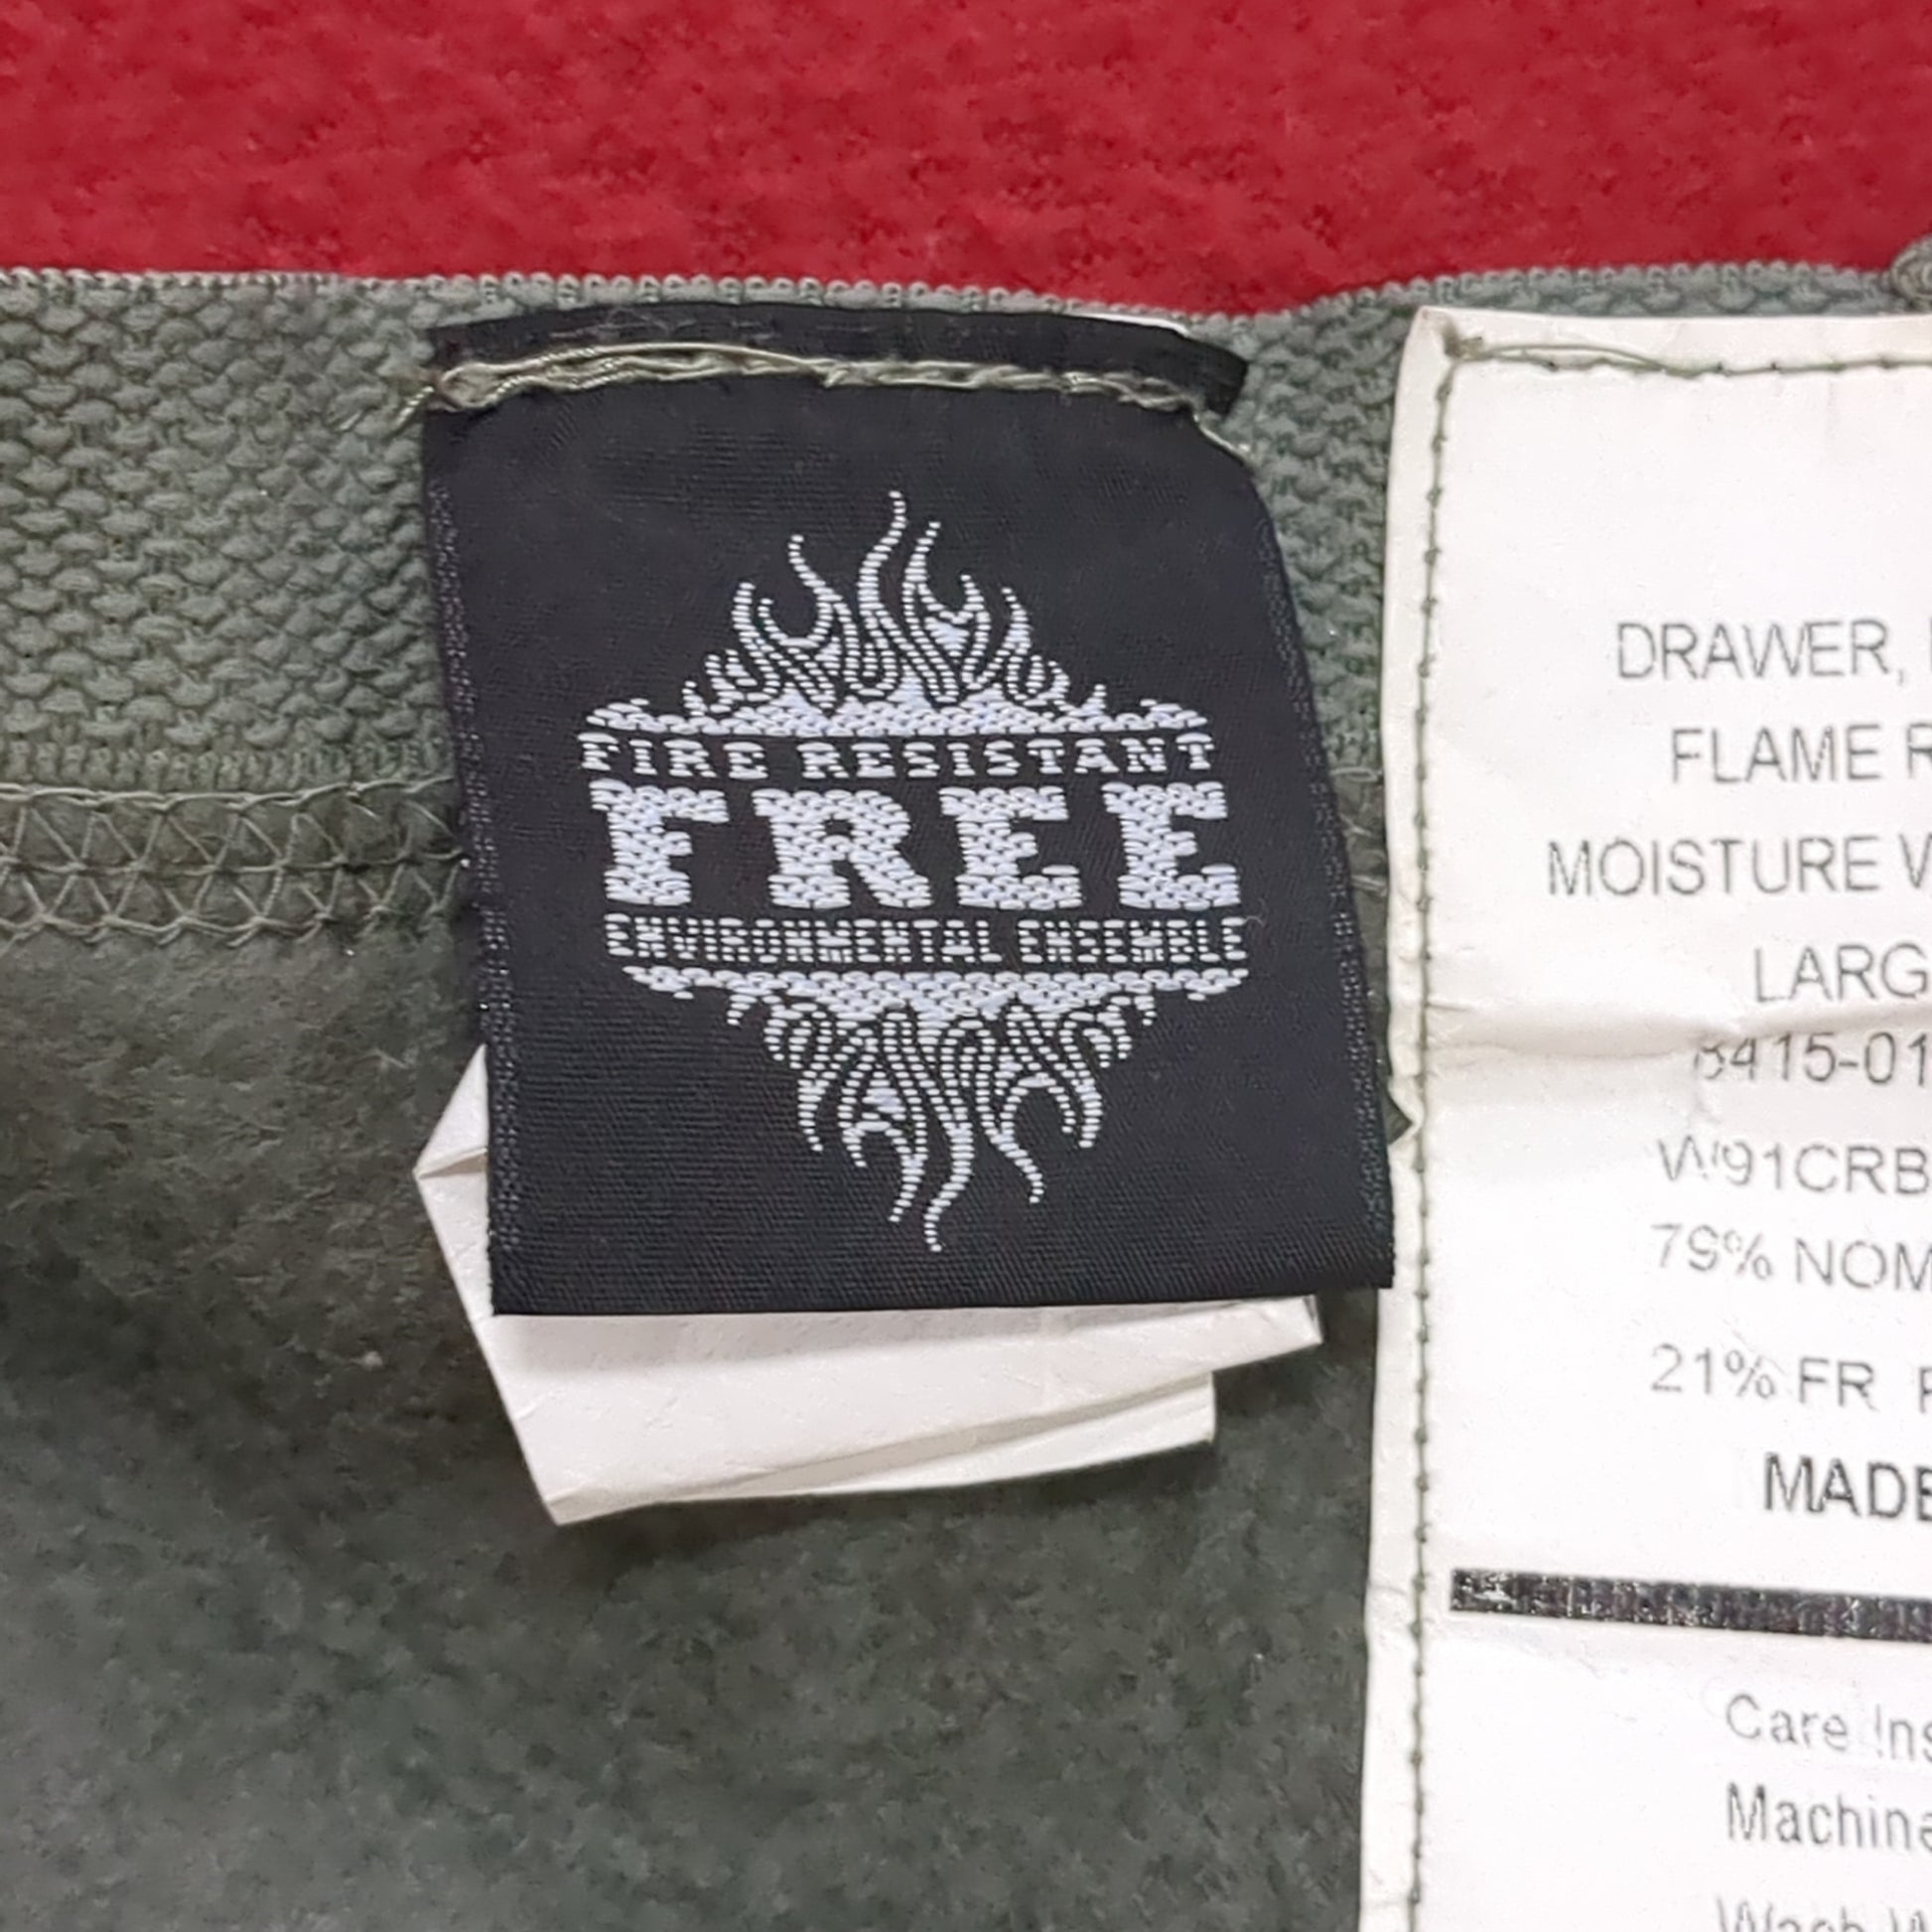 FIRE RESISTANT
FREE
ENVIRONMENTAL ENSEMBLE
DRAWER,
FLAME R
MOISTURE W
LARG
8415-01
W91CRB
79% NOM
21% FR
MADE
Care Ins
Machine
Wash W